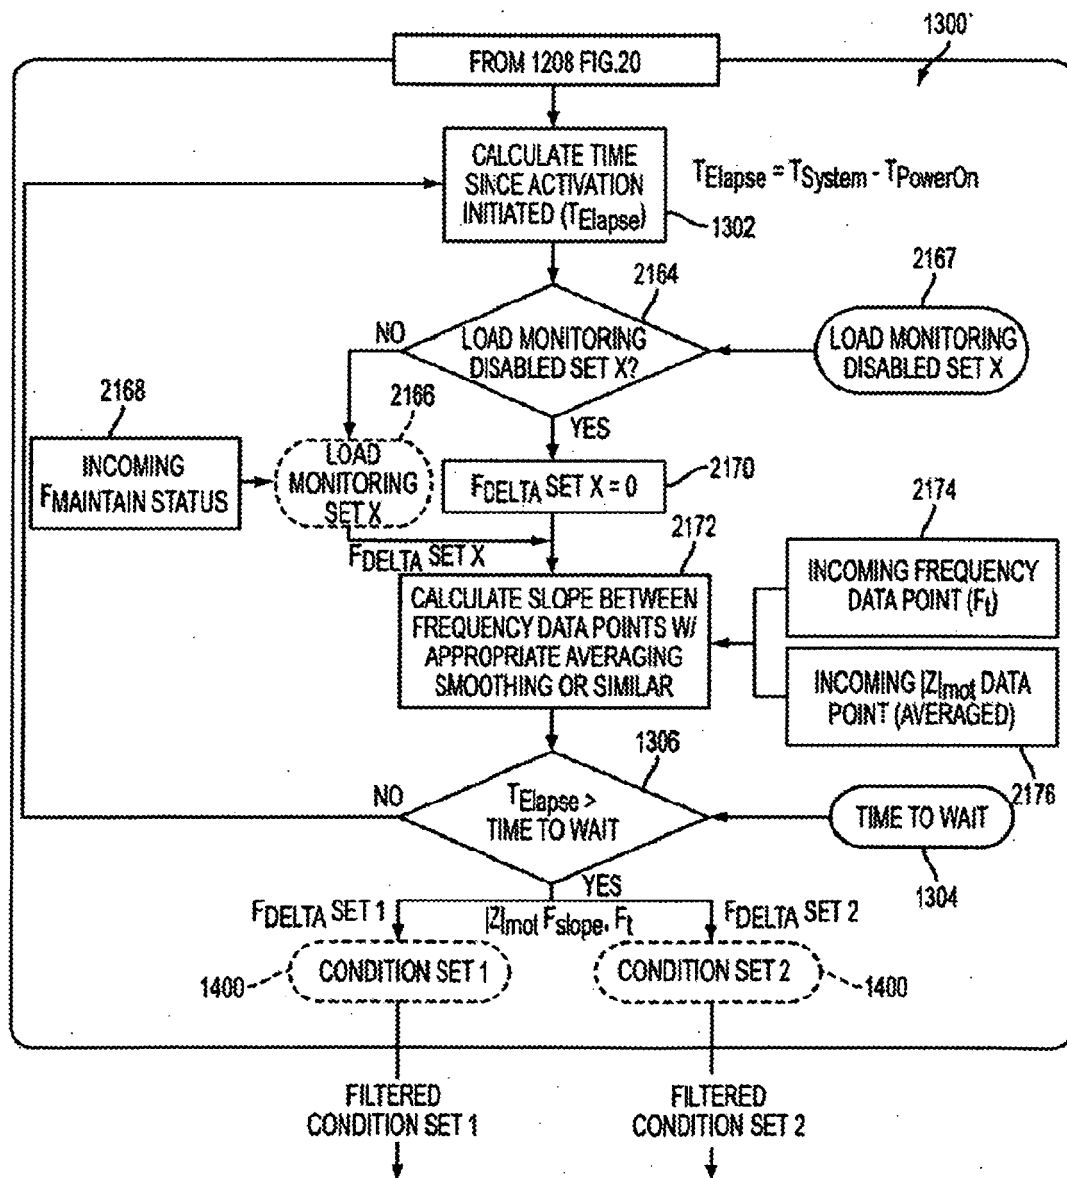 1300'
FROM 1208 FIG.20
CALCULATE TIME
SINCE ACTIVATION
INITIATED (TElapse)
TElapse = TSystem - TPowerOn
1302
2164
2167
NO
LOAD MONITORING
DISABLED SET X?
LOAD MONITORING
DISABLED SET X
2168
2166
YES
INCOMING
FMAINTAIN STATUS
LOAD
MONITORING
SET X
FDELTA SET X = 0
2170
2174
FDELTA SET X
2172
INCOMING FREQUENCY
DATA POINT (Ft)
CALCULATE SLOPE BETWEEN
FREQUENCY DATA POINTS W/
APPROPRIATE AVERAGING
SMOOTHING OR SIMILAR
INCOMING |Z|mot DATA
POINT (AVERAGED)
1306
2176
NO
TElapse >
TIME TO WAIT
TIME TO WAIT
YES
1304
FDELTA SET 1
|Z|mot Fslope, Ft
FDELTA SET 2
1400
CONDITION SET 1
CONDITION SET 2
1400
FILTERED
CONDITION SET 1
FILTERED
CONDITION SET 2